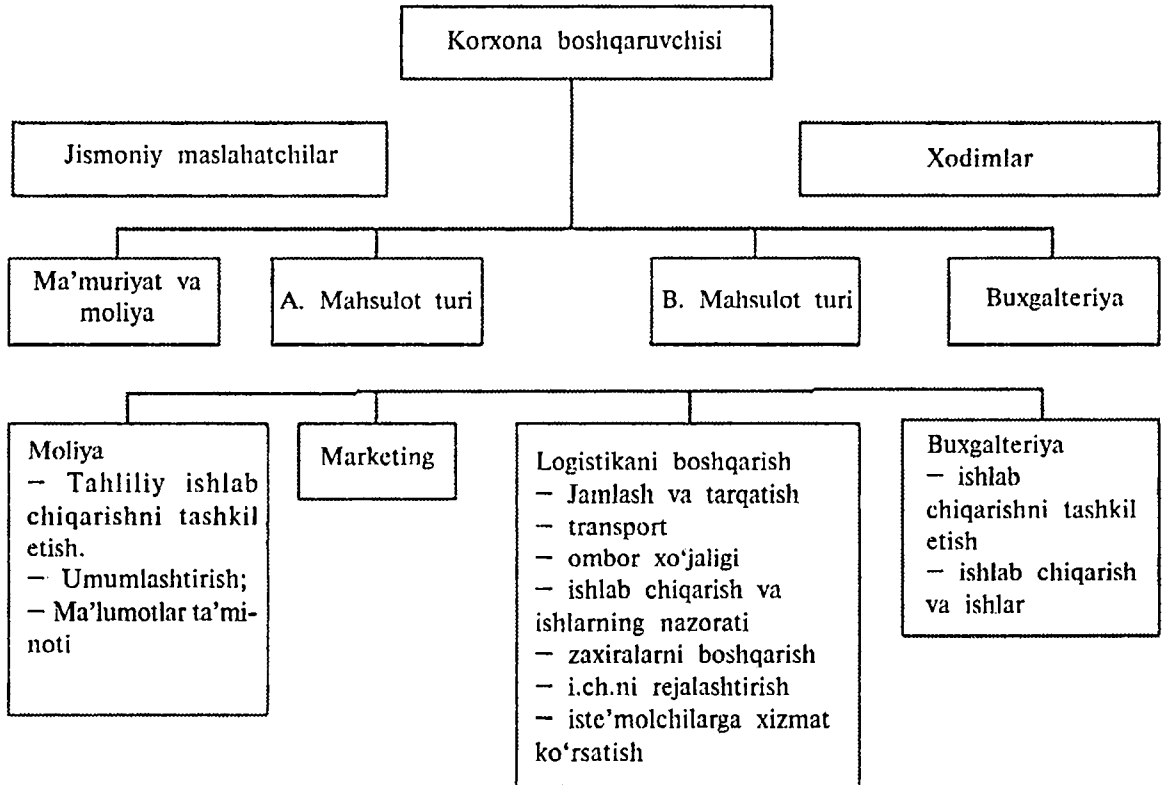 Korxona boshqaruvchisi
Jismoniy maslahatchilar
Xodimlar
Ma'muriyat va
moliya
A. Mahsulot turi
B. Mahsulot turi
Buxgalteriya
Moliya
— Tahliliy ishlab
chiqarishni tashkil
etish.
— Umumlashtirish;
— Ma'lumotlar ta'mi-
noti
Marketing
Logistikani boshqarish
— Jamlash va tarqatish
— transport
— ombor xo‘jaligi
— ishlab chiqarish va
ishlarning nazorati
— zaxiralarni boshqarish
— i.ch.ni rejalashtirish
— iste'molchilarga xizmat
ko‘rsatish
Buxgalteriya
— ishlab
chiqarishni tashkil
etish
— ishlab chiqarish
va ishlar